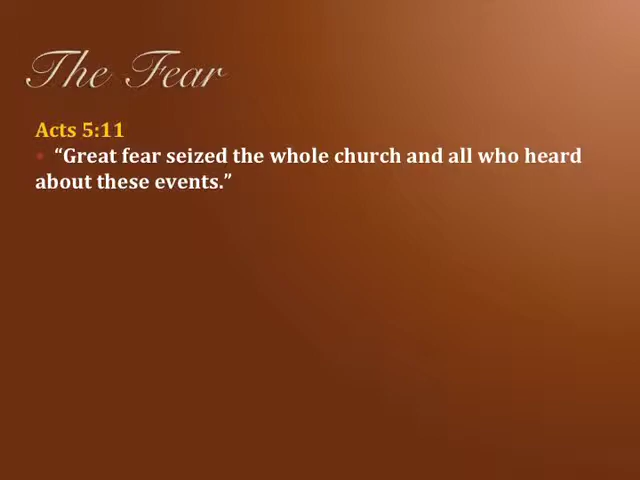 The Fear
Acts 5:11
• “Great fear seized the whole church and all who heard
about these events.”